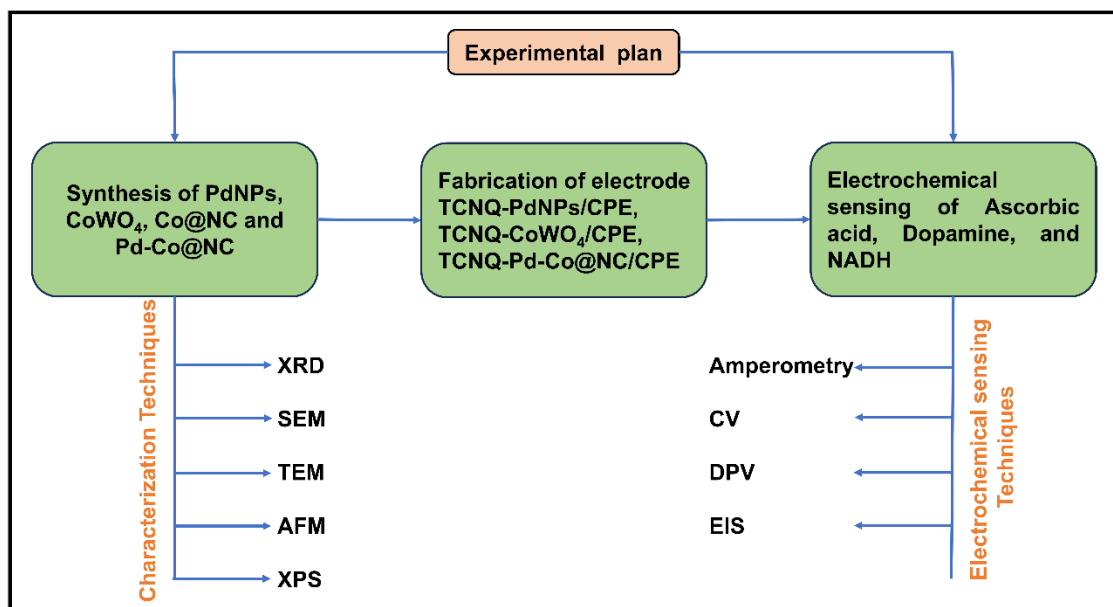 Experimental plan
Synthesis of PdNPs,
CoWO₄, Co@NC and
Pd-Co@NC
Fabrication of electrode
TCNQ-PdNPs/CPE,
TCNQ-CoWO₄/CPE,
TCNQ-Pd-Co@NC/CPE
Electrochemical
sensing of Ascorbic
acid, Dopamine, and
NADH
Characterization Techniques
XRD
SEM
TEM
AFM
XPS
Amperometry
CV
DPV
EIS
Electrochemical sensing
Techniques